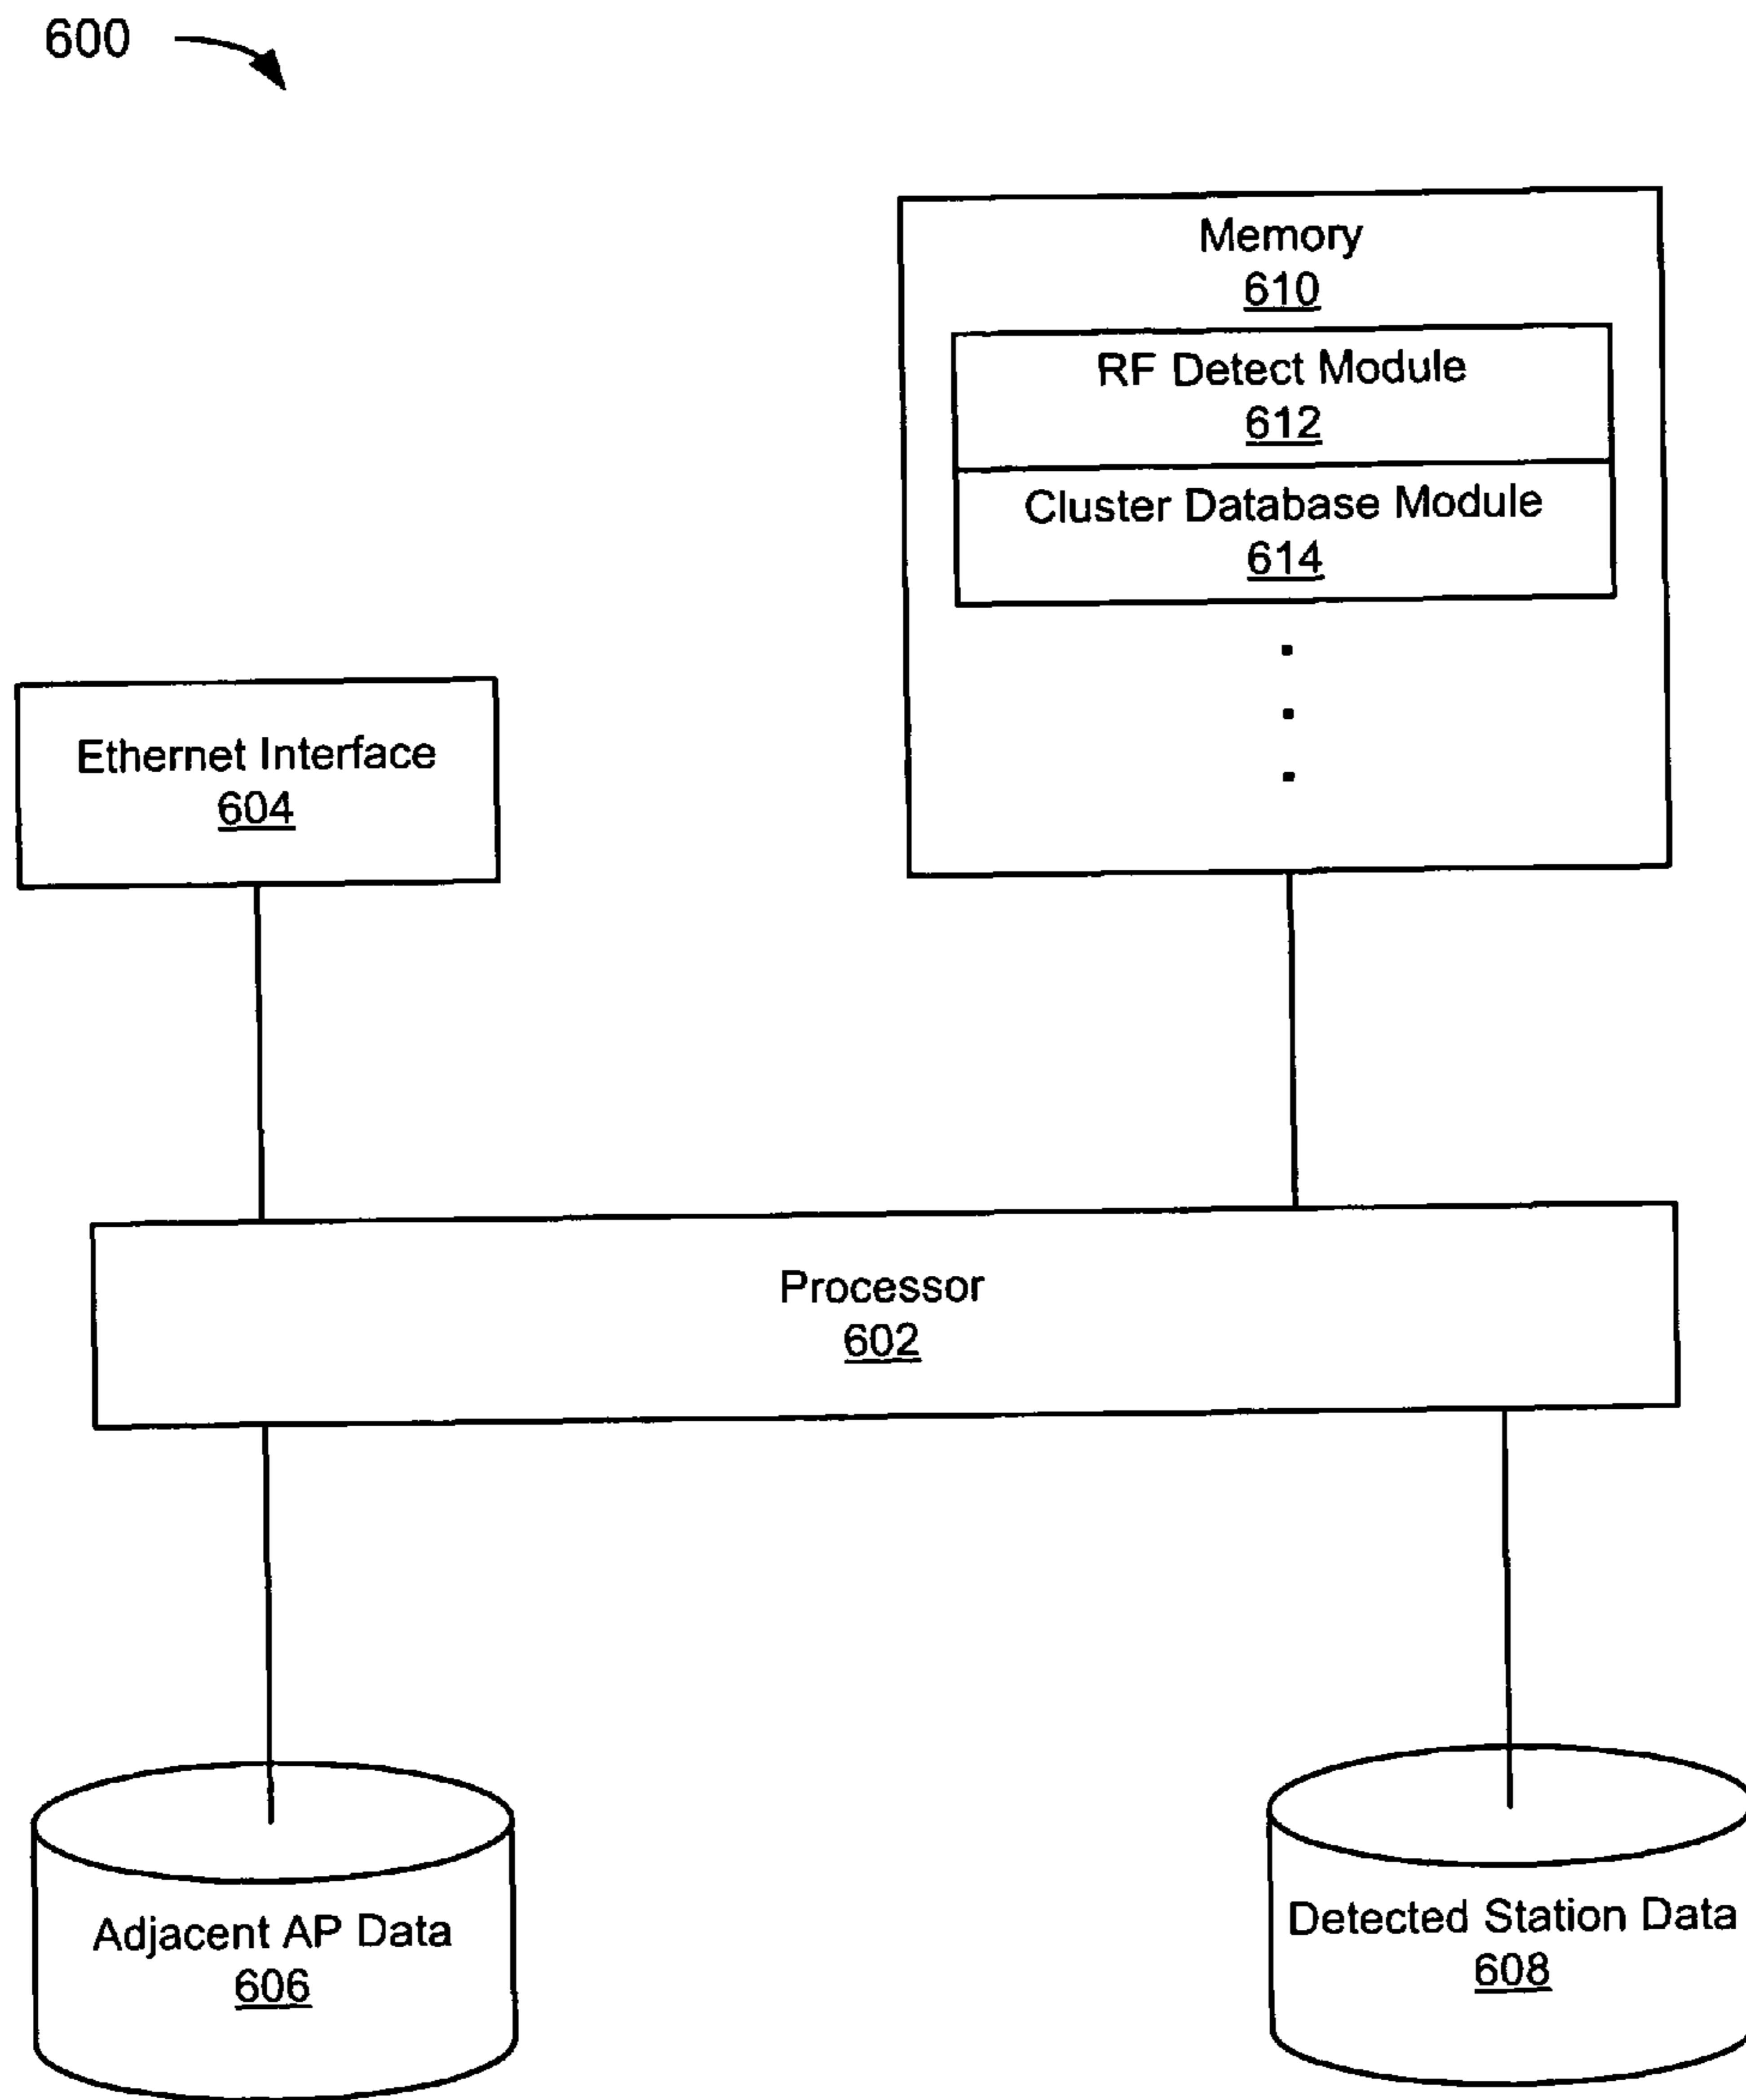 600
Memory
610
RF Detect Module
612
Cluster Database Module
614
Ethernet Interface
604
Processor
602
Adjacent AP Data
606
Detected Station Data
608